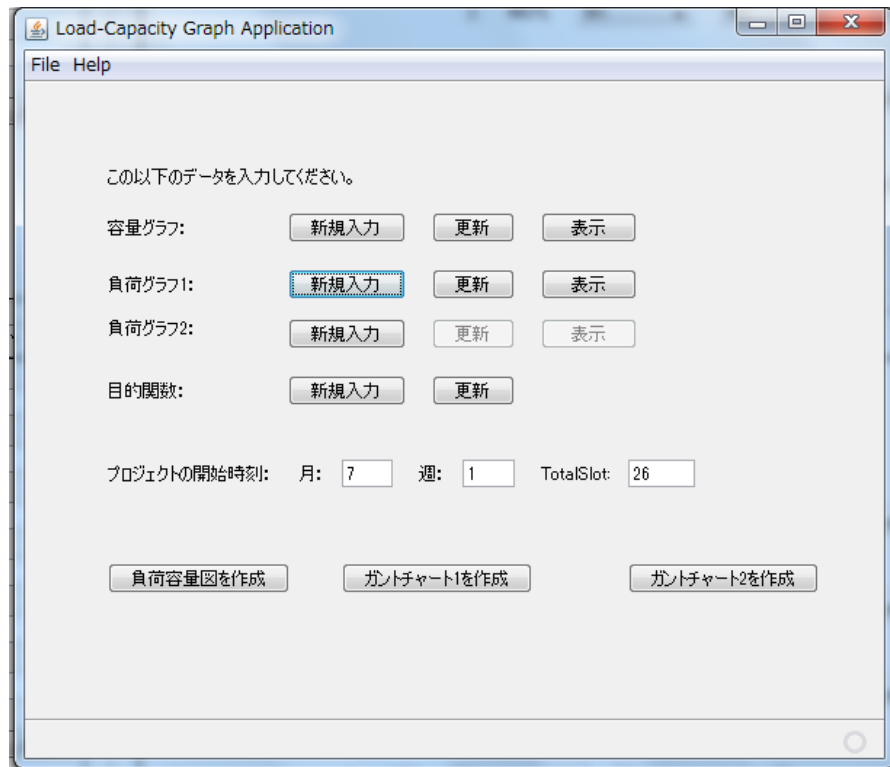 Load-Capacity Graph Application
File Help
この以下のデータを入力してください。
容量グラフ: 新規入力 更新 表示
負荷グラフ1: 新規入力 更新 表示
負荷グラフ2: 新規入力 更新 表示
目的関数: 新規入力 更新
プロジェクトの開始時刻: 月: 7 週: 1 TotalSlot: 26
負荷容量図を作成 ガントチャート1を作成 ガントチャート2を作成